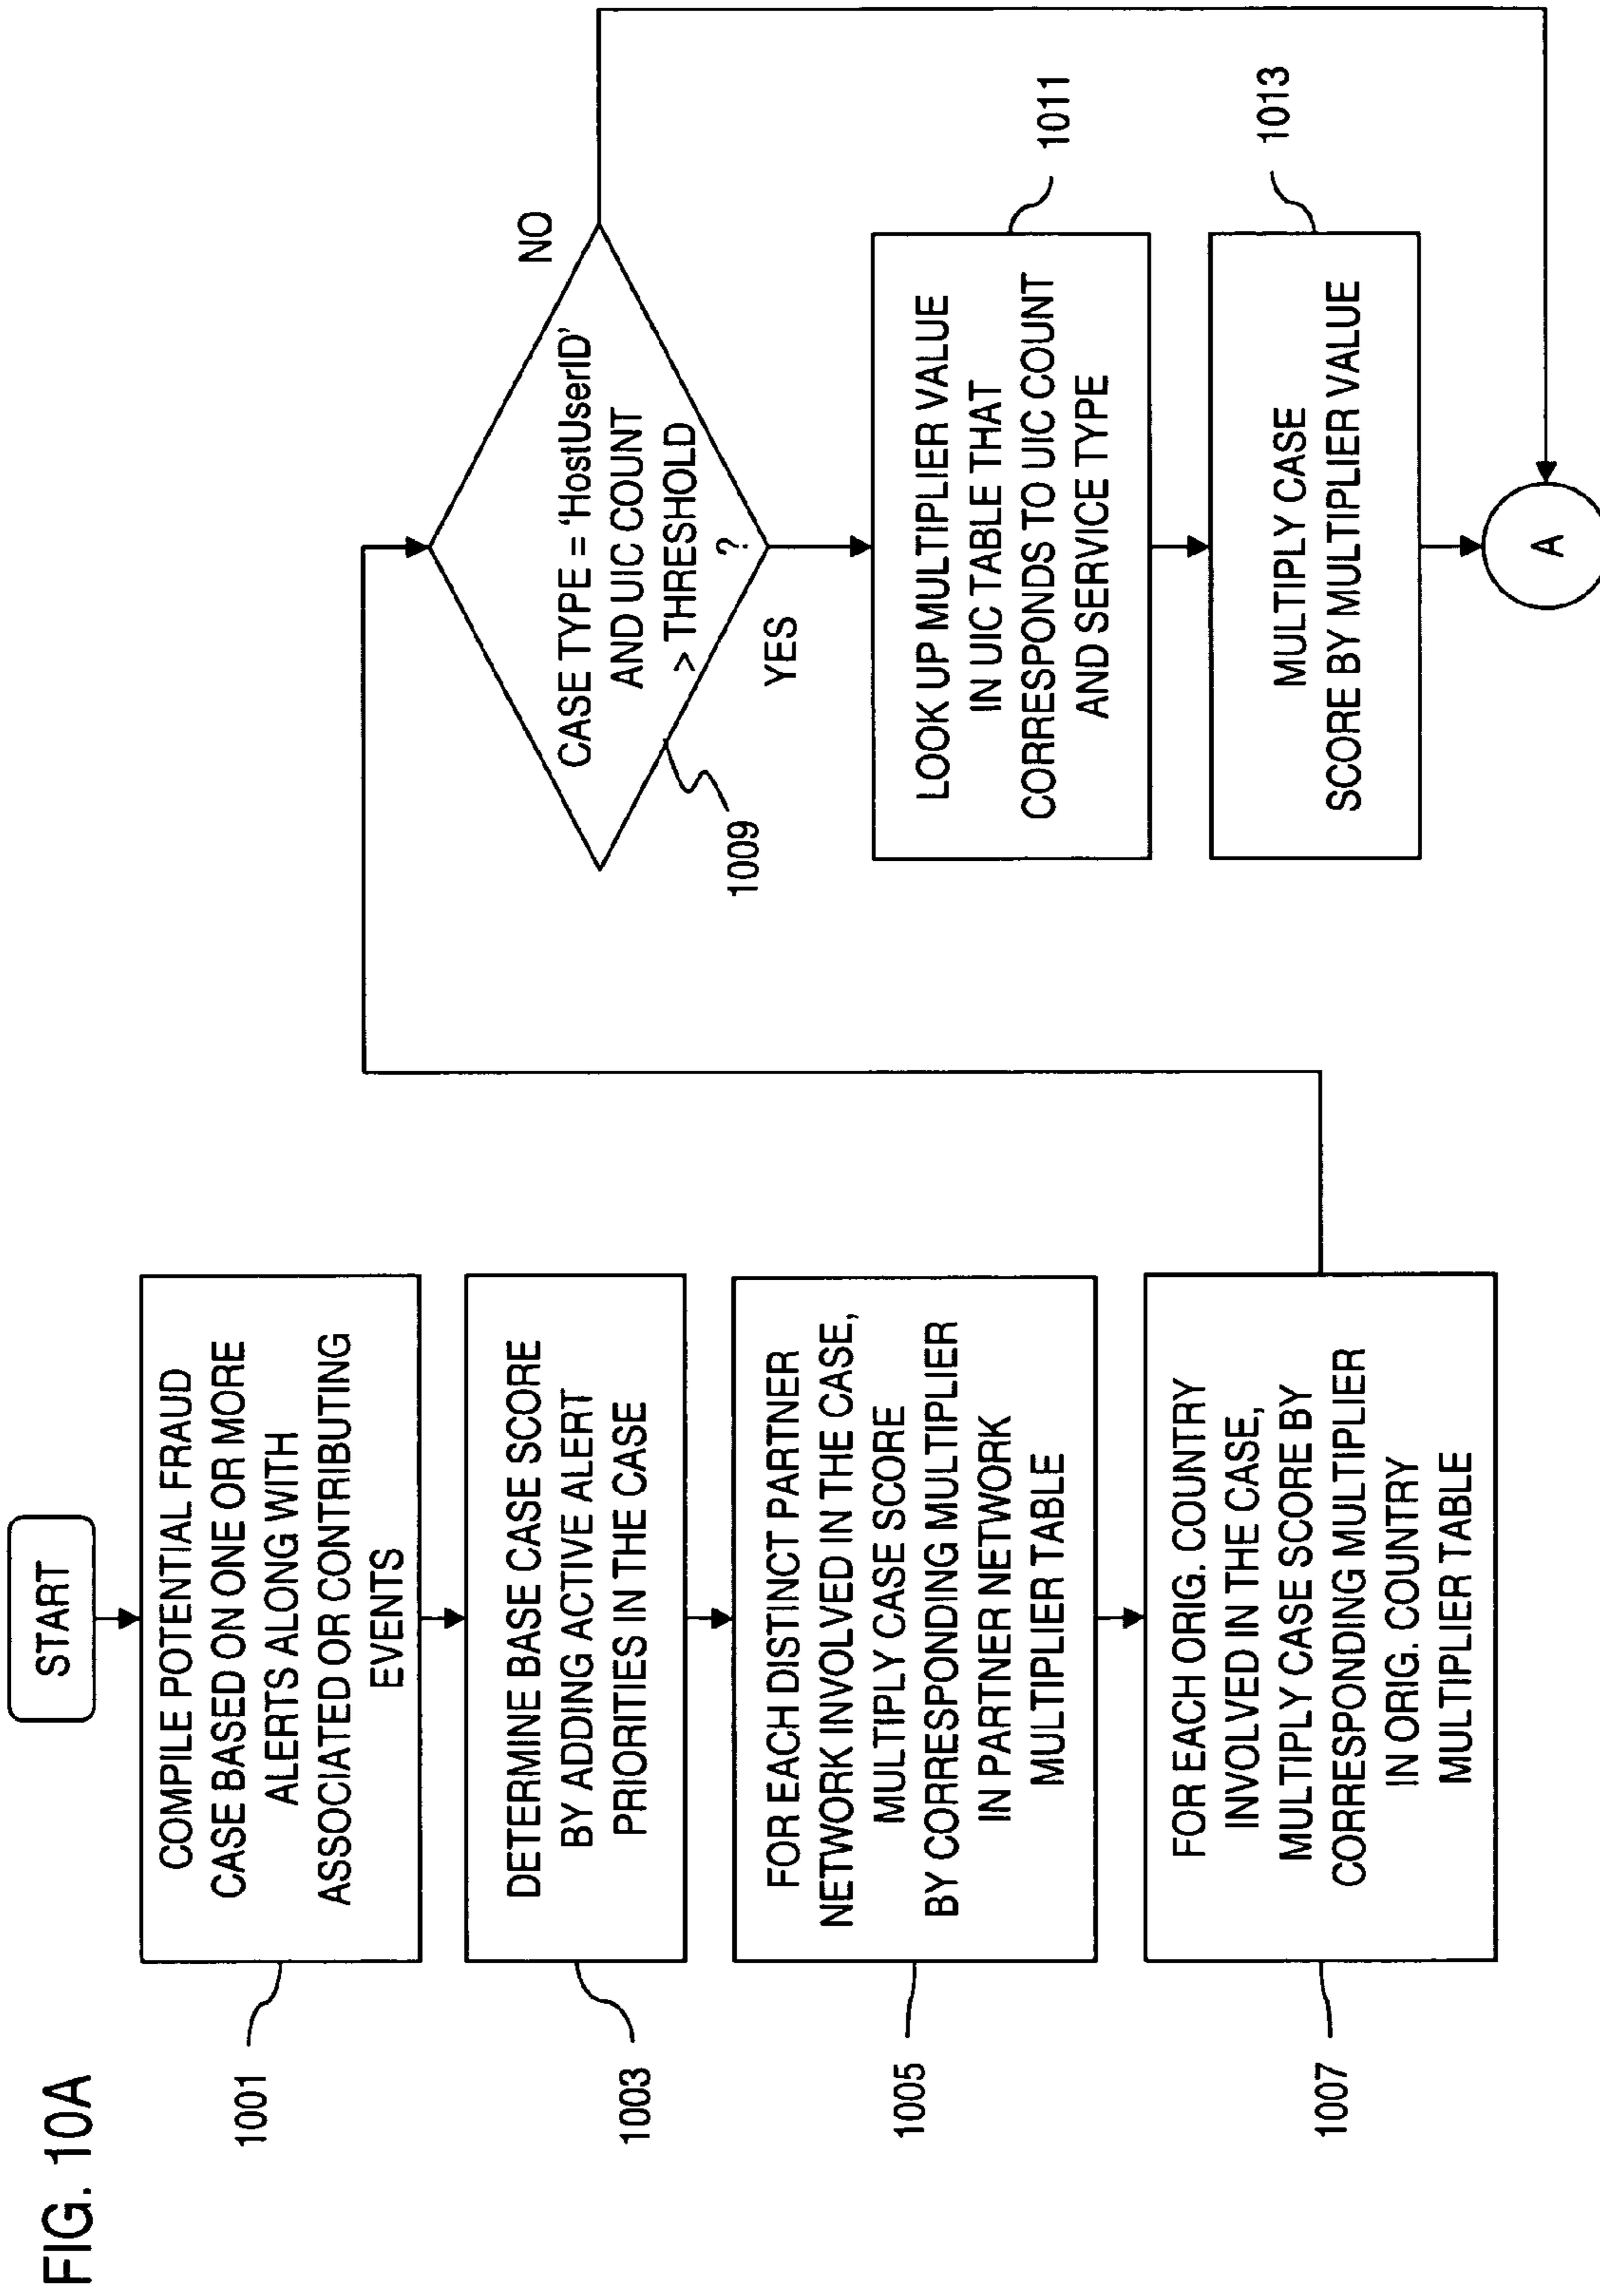 FIG. 10A
START
COMPILE POTENTIAL FRAUD
CASE BASED ON ONE OR MORE
ALERTS ALONG WITH
ASSOCIATED OR CONTRIBUTING
EVENTS
1001
DETERMINE BASE CASE SCORE
BY ADDING ACTIVE ALERT
PRIORITIES IN THE CASE
1003
FOR EACH DISTINCT PARTNER
NETWORK INVOLVED IN THE CASE,
MULTIPLY CASE SCORE
BY CORRESPONDING MULTIPLIER
IN PARTNER NETWORK
MULTIPLIER TABLE
1005
FOR EACH ORIG. COUNTRY
INVOLVED IN THE CASE,
MULTIPLY CASE SCORE BY
CORRESPONDING MULTIPLIER
IN ORIG. COUNTRY
MULTIPLIER TABLE
1007
CASE TYPE = 'HostUserID'
AND UIC COUNT
> THRESHOLD
?
NO
YES
1009
LOOK UP MULTIPLIER VALUE
IN UIC TABLE THAT
CORRESPONDS TO UIC COUNT
AND SERVICE TYPE
1011
MULTIPLY CASE
SCORE BY MULTIPLIER VALUE
1013
A